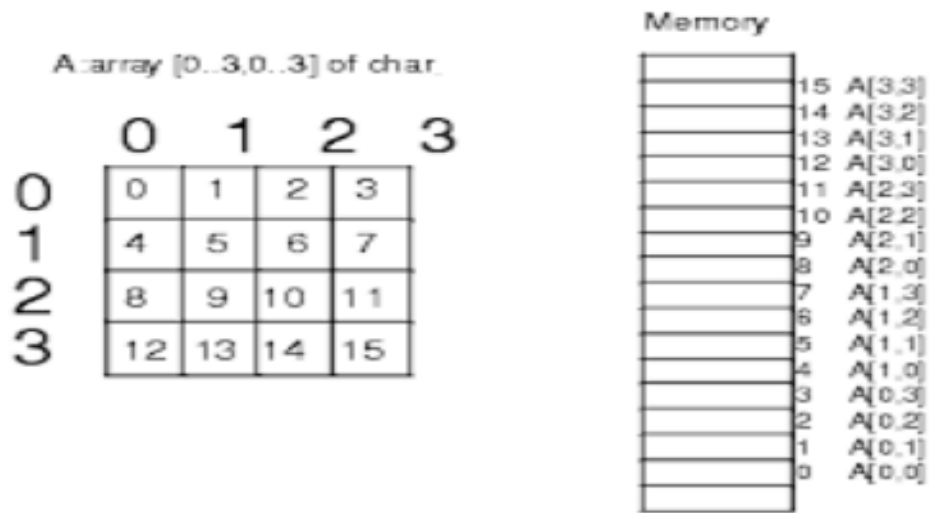 A:array [0..3,0..3] of char
0 1 2 3
0 0 1 2 3
1 4 5 6 7
2 8 9 10 11
3 12 13 14 15
Memory
15 A[3,3]
14 A[3,2]
13 A[3,1]
12 A[3,0]
11 A[2,3]
10 A[2,2]
9 A[2,1]
8 A[2,0]
7 A[1,3]
6 A[1,2]
5 A[1,1]
4 A[1,0]
3 A[0,3]
2 A[0,2]
1 A[0,1]
0 A[0,0]